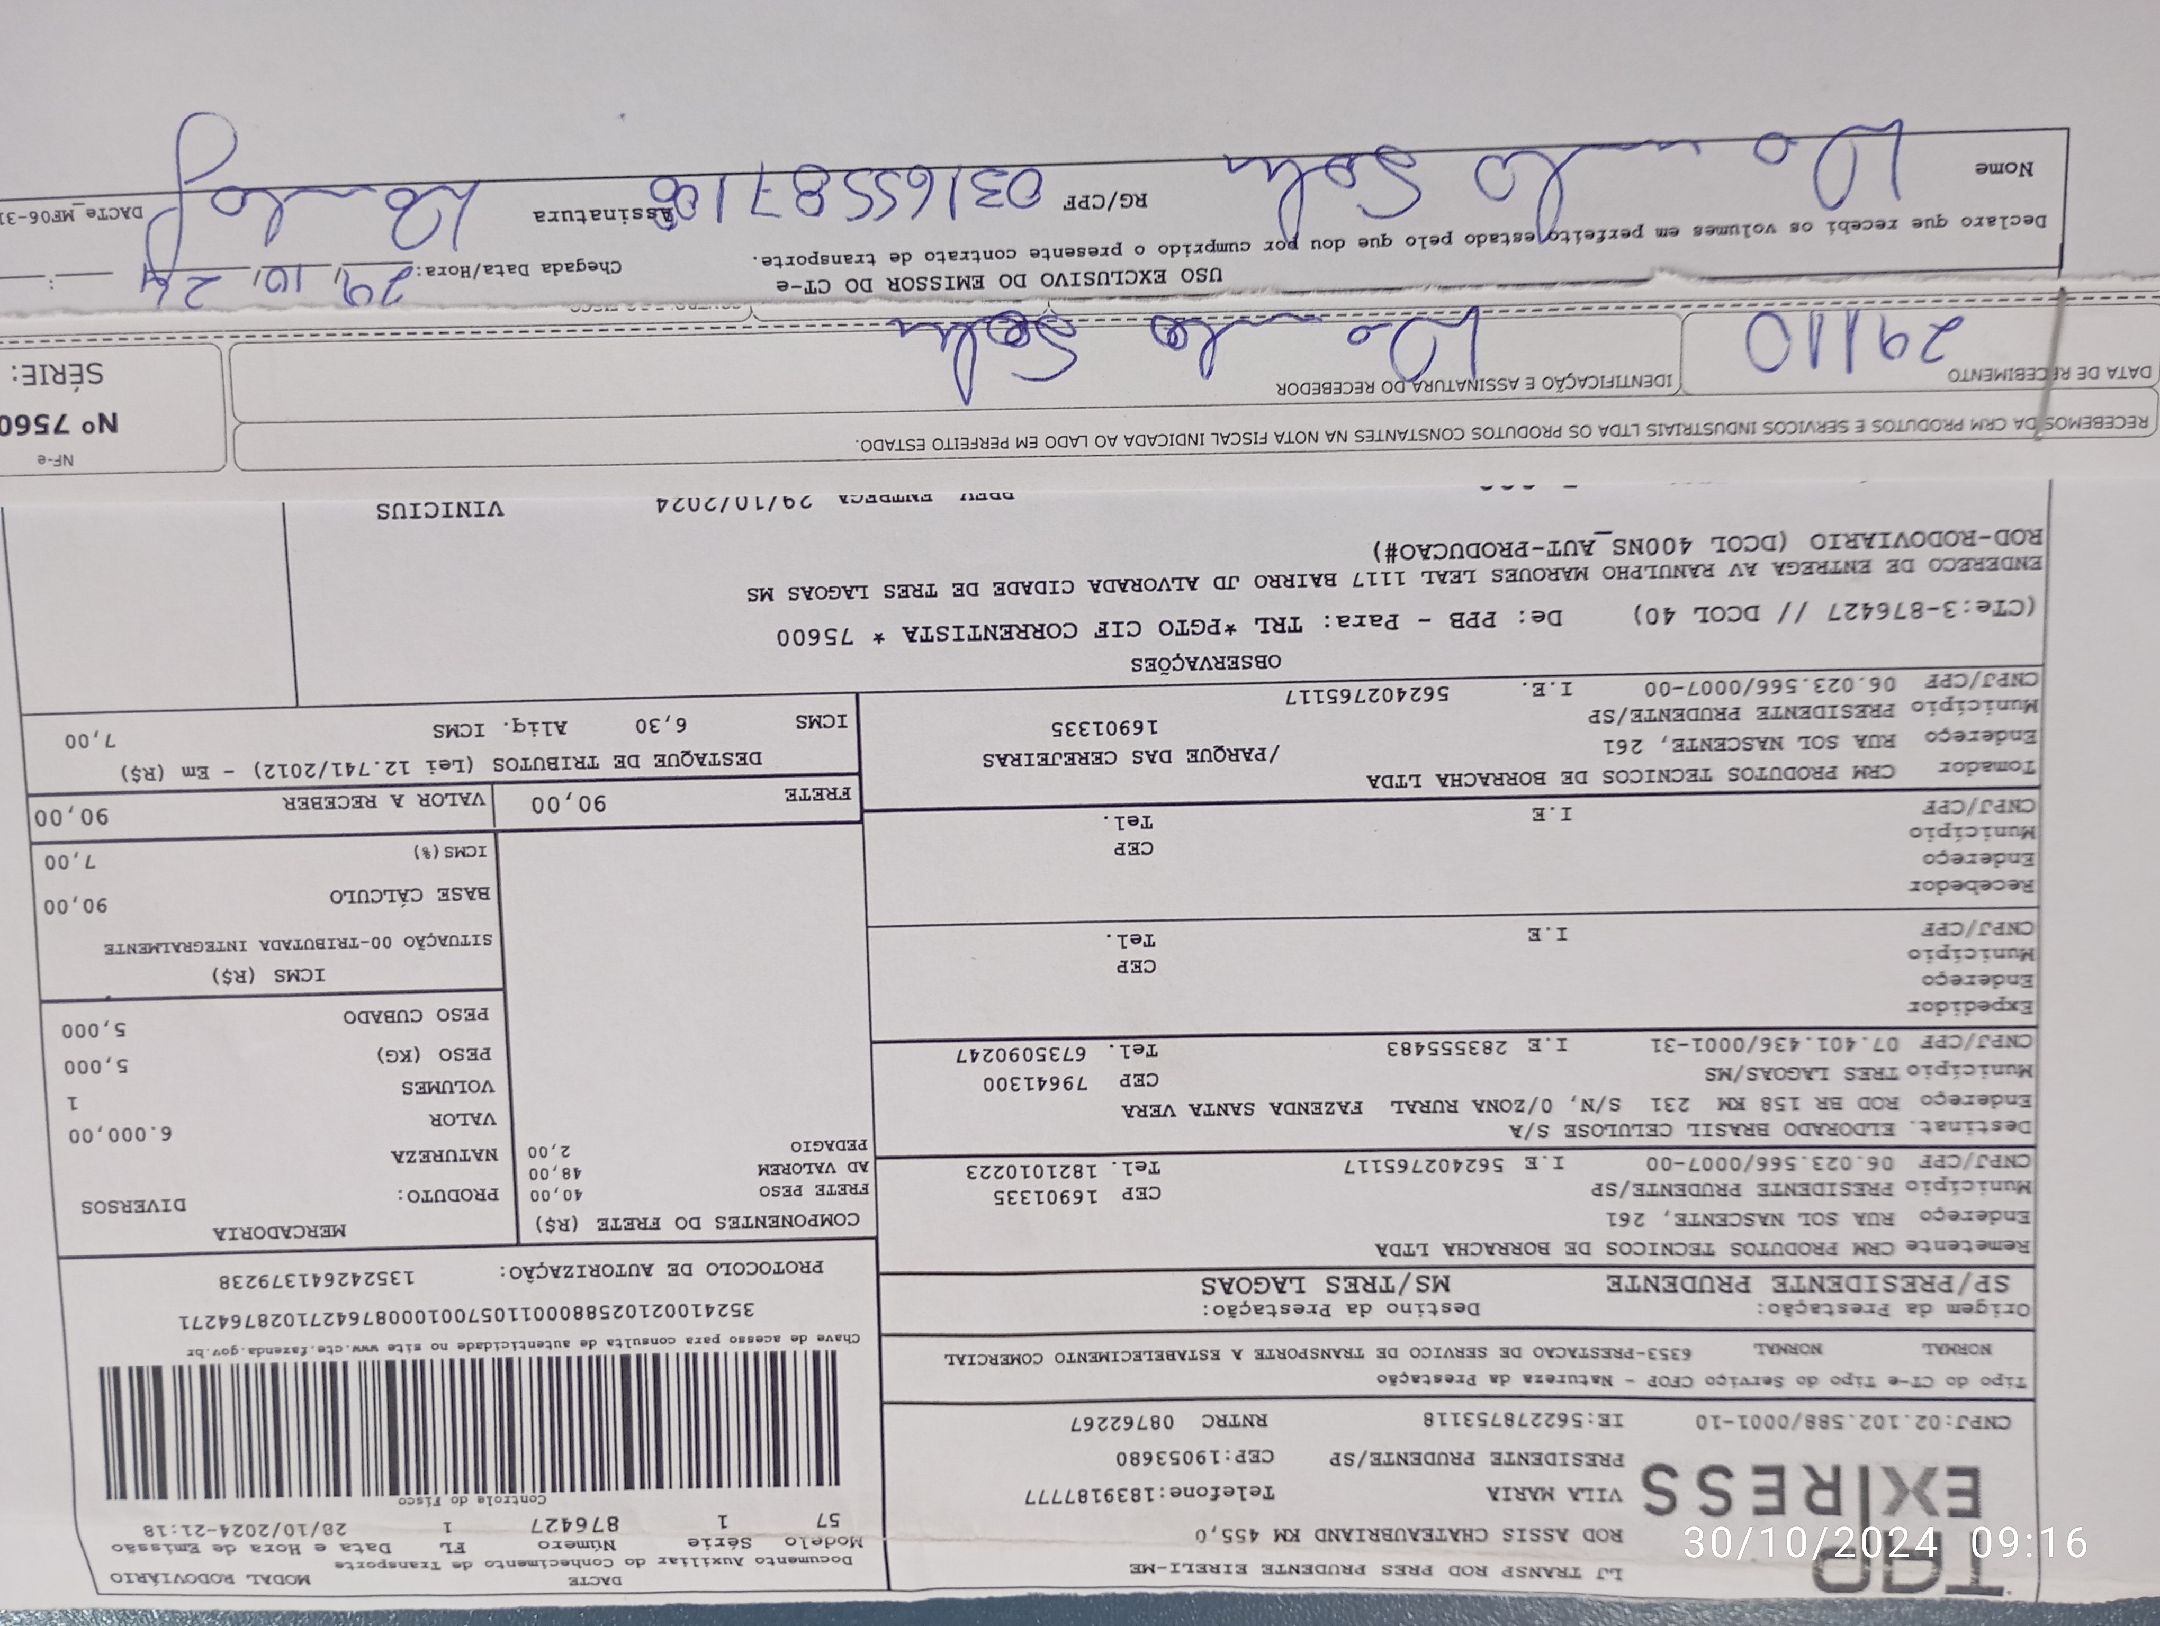 30/10/2024 09:16
TGD
EXPRESS
LJ TRANSP ROD PRES PRUDENTE EIRELI-ME
ROD ASSIS CHATEAUBRIAND KM 455,0
VILA MARIA Telefone:1839187777
PRESIDENTE PRUDENTE/SP CEP:19053680
CNPJ:02.102.588/0001-10 IE:562278753118 RNTRC 08762267
DACTE MODAL RODOVIÁRIO
Documento Auxiliar do Conhecimento de Transporte
Modelo Série Número FL Data e Hora de Emissão
57 1 876427 1 28/10/2024-21:18
Controle do Fisco
Chave de acesso para consulta de autenticidade no site www.cte.fazenda.gov.br
35241002102588000110570010008764271028764271
PROTOCOLO DE AUTORIZAÇÃO: 135242641379238
Tipo do CT-e Tipo do Serviço CFOP - Natureza da Prestação
NORMAL NORMAL 6353-PRESTACAO DE SERVICO DE TRANSPORTE A ESTABELECIMENTO COMERCIAL
Origem da Prestação: Destino da Prestação:
SP/PRESIDENTE PRUDENTE MS/TRES LAGOAS
Remetente CRM PRODUTOS TECNICOS DE BORRACHA LTDA
Endereço RUA SOL NASCENTE, 261
Município PRESIDENTE PRUDENTE/SP CEP 16901335
CNPJ/CPF 06.023.566/0007-00 I.E 562402765117 Tel. 1821010223
Destinat. ELDORADO BRASIL CELULOSE S/A
Endereço ROD BR 158 KM 231 S/N, 0/ZONA RURAL FAZENDA SANTA VERA
Município TRES LAGOAS/MS CEP 79641300
CNPJ/CPF 07.401.436/0001-31 I.E 283555483 Tel. 6735090247
Expedidor
Endereço
Município CEP
CNPJ/CPF I.E Tel.
Recebedor
Endereço
Município CEP
CNPJ/CPF I.E Tel.
Tomador CRM PRODUTOS TECNICOS DE BORRACHA LTDA
Endereço RUA SOL NASCENTE, 261 /PARQUE DAS CEREJEIRAS
Município PRESIDENTE PRUDENTE/SP 16901335
CNPJ/CPF 06.023.566/0007-00 I.E. 562402765117
COMPONENTES DO FRETE (R$)
FRETE PESO 40,00
AD VALOREM 48,00
PEDAGIO 2,00
MERCADORIA
PRODUTO: DIVERSOS
NATUREZA
VALOR 6.000,00
VOLUMES 1
PESO (KG) 5,000
PESO CUBADO 5,000
ICMS (R$)
SITUAÇÃO 00-TRIBUTADA INTEGRALMENTE
BASE CÁLCULO 90,00
ICMS(%) 7,00
FRETE 90,00 VALOR A RECEBER 90,00
DESTAQUE DE TRIBUTOS (Lei 12.741/2012) - Em (R$)
ICMS 6,30 Aliq. ICMS 7,00
OBSERVAÇÕES
(CTe:3-876427 // DCOL 40) De: PPB - Para: TRL *PGTO CIF CORRENTISTA * 75600
ENDERECO DE ENTREGA AV RANULPHO MARQUES LEAL 1117 BAIRRO JD ALVORADA CIDADE DE TRES LAGOAS MS
ROD-RODOVIARIO (DCOL 400NS_AUT-PRODUCAO#)
PREV ENTREGA 29/10/2024 VINICIUS
RECEBEMOS DA CRM PRODUTOS E SERVICOS INDUSTRIAIS LTDA OS PRODUTOS CONSTANTES NA NOTA FISCAL INDICADA AO LADO EM PERFEITO ESTADO.
NF-e
Nº 7560
SÉRIE:
DATA DE RECEBIMENTO IDENTIFICAÇÃO E ASSINATURA DO RECEBEDOR
29/10
USO EXCLUSIVO DO EMISSOR DO CT-e
Chegada Data/Hora: 29, 10, 24 :
Declaro que recebi os volumes em perfeito estado pelo que dou por cumprido o presente contrato de transporte.
Nome RG/CPF 03165587108 Assinatura
DACTe_MF06-31